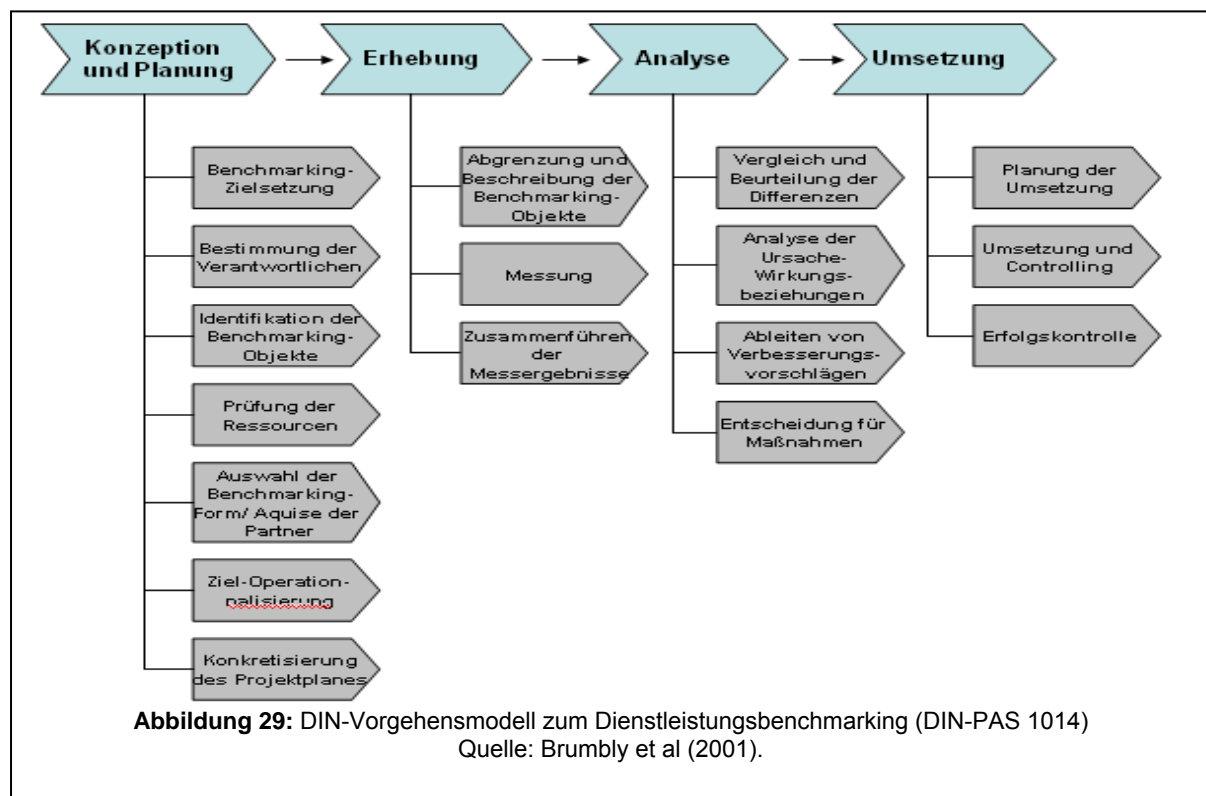 Konzeption
und Planung
Erhebung
Analyse
Umsetzung
Benchmarking-
Zielsetzung
Bestimmung der
Verantwortlichen
Identifikation der
Benchmarking-
Objekte
Prüfung der
Ressourcen
Auswahl der
Benchmarking-
Form/ Aquise der
Partner
Ziel-Operation-
nalisierung
Konkretisierung
des Projektplanes
Abgrenzung und
Beschreibung der
Benchmarking-
Objekte
Messung
Zusammenführen
der
Messergebnisse
Vergleich und
Beurteilung der
Differenzen
Analyse der
Ursache-
Wirkungs-
beziehungen
Ableiten von
Verbesserungs-
vorschlägen
Entscheidung für
Maßnahmen
Planung der
Umsetzung
Umsetzung und
Controlling
Erfolgskontrolle
Abbildung 29: DIN-Vorgehensmodell zum Dienstleistungsbenchmarking (DIN-PAS 1014)
Quelle: Brumbly et al (2001).